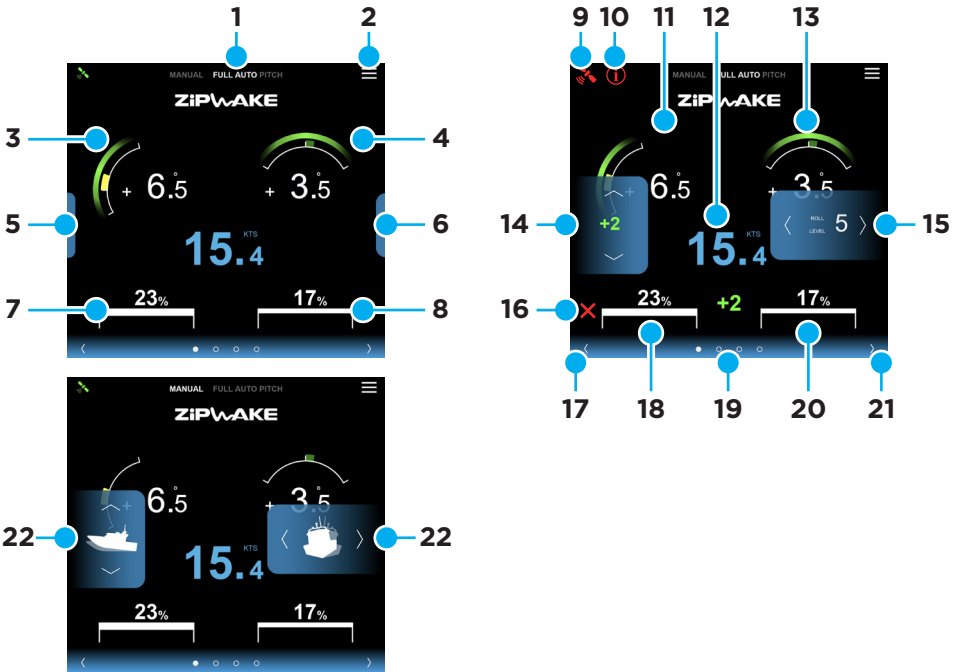 1 2
MANUAL FULL AUTO PITCH
ZIPWAKE
3 4
+ 6.5° + 3.5°
5 6
KTS
15.4
7 23% 17% 8
9 10 11 12 13
MANUAL FULL AUTO PITCH
ZIPWAKE
+ 6.5° 3.5°
14 +2 ROLL LEVEL 5 15
KTS
15.4
16 23% +2 17%
17 18 19 20 21
MANUAL FULL AUTO PITCH
ZIPWAKE
+ 6.5° + 3.5°
22 22
KTS
15.4
23% 17%